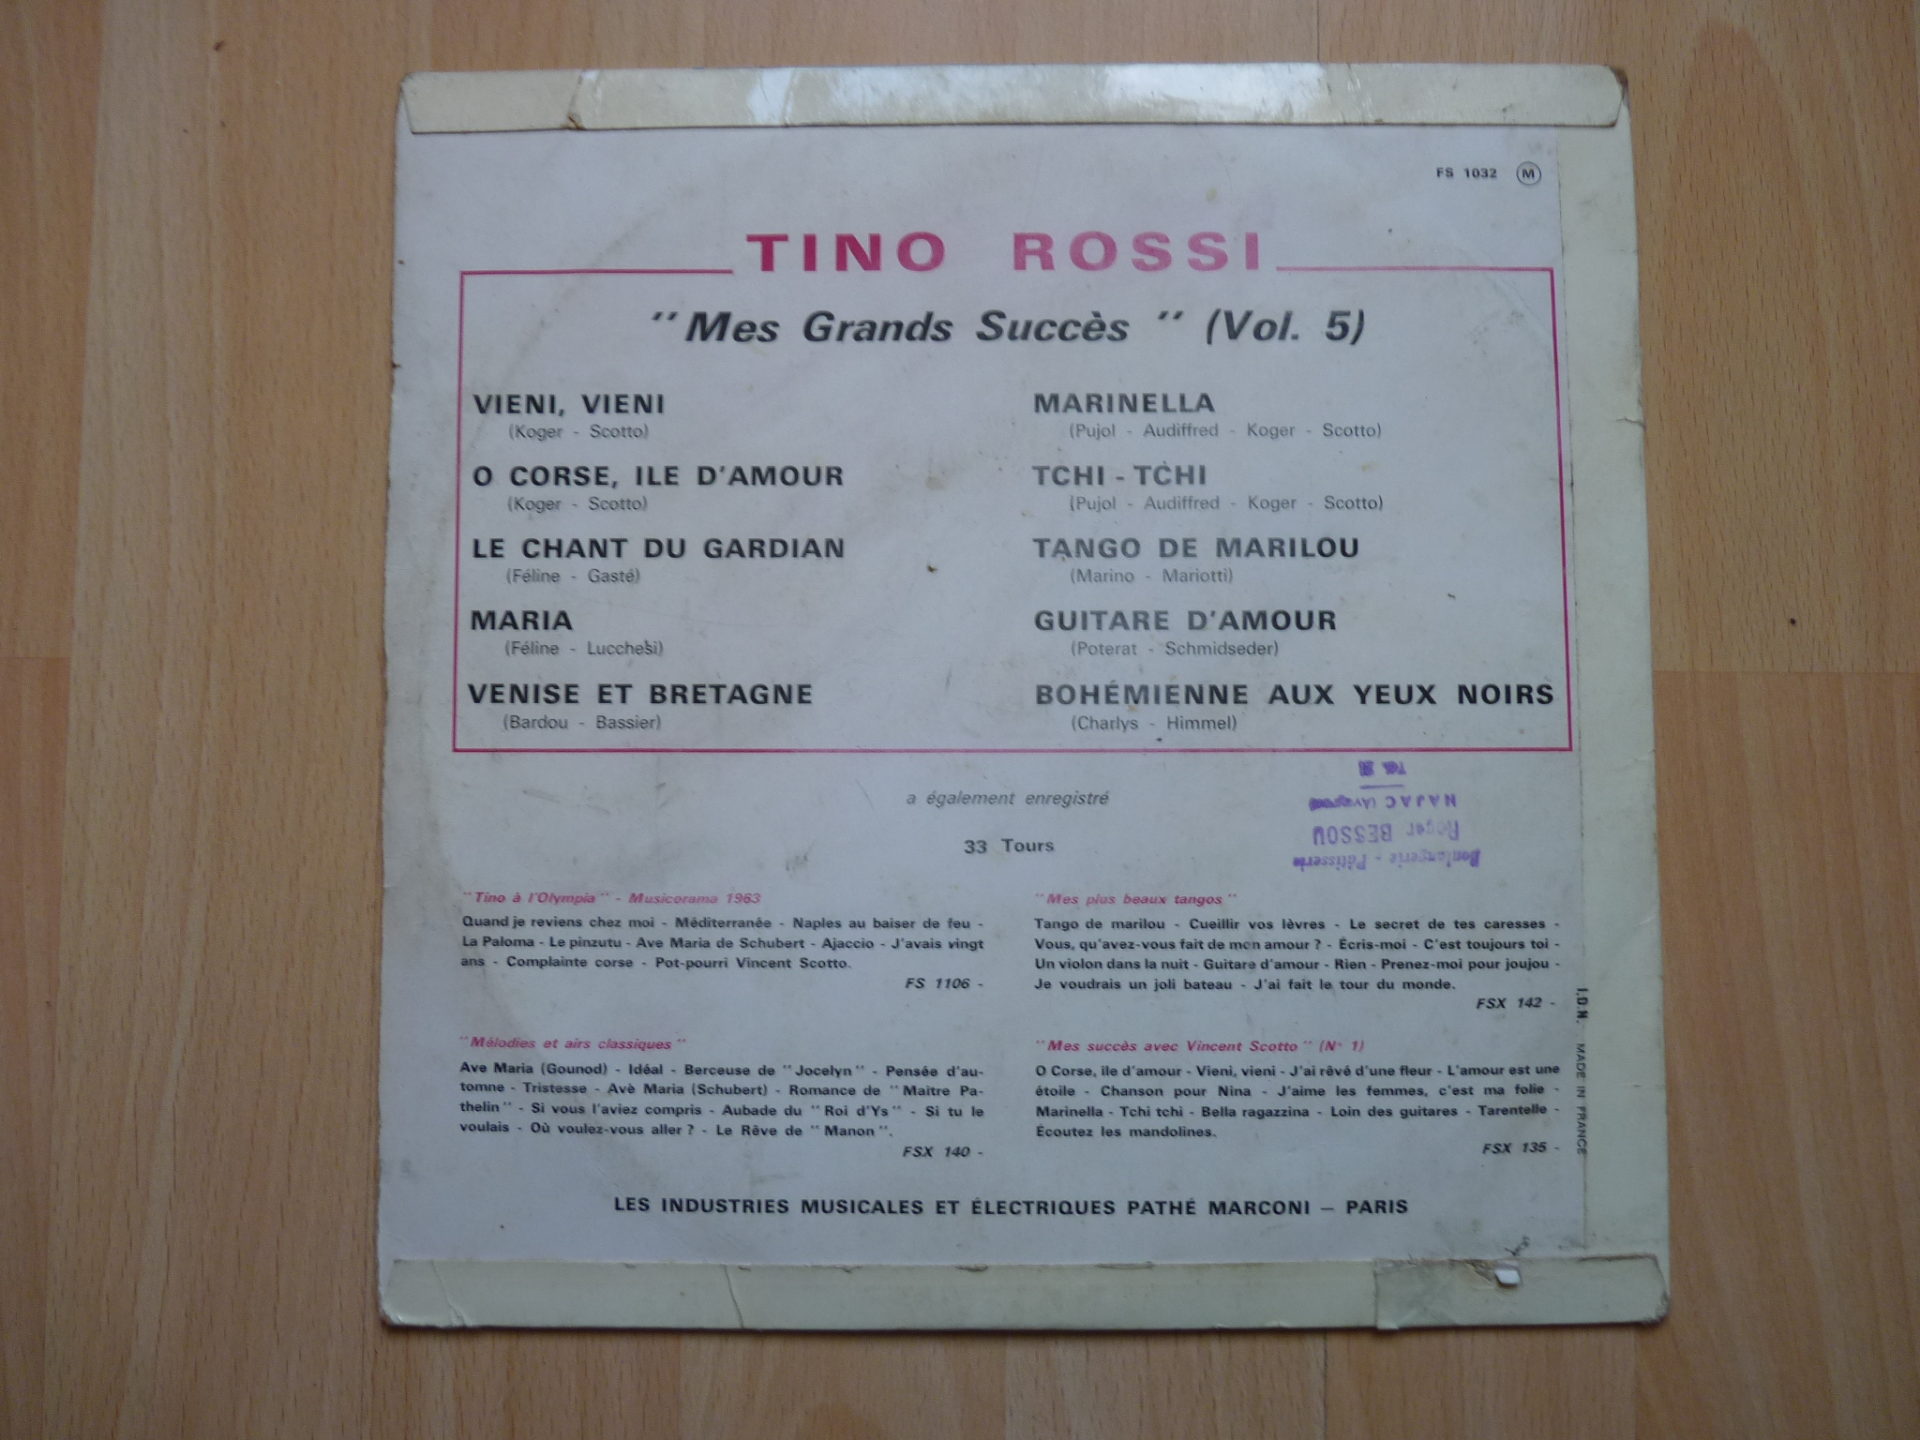 FS 1032 M
TINO ROSSI
"Mes Grands Succès" (Vol. 5)
VIENI, VIENI
(Koger - Scotto)
O CORSE, ILE D'AMOUR
(Koger - Scotto)
LE CHANT DU GARDIAN
(Féline - Gasté)
MARIA
(Féline - Lucchesi)
VENISE ET BRETAGNE
(Bardou - Bassier)
MARINELLA
(Pujol - Audiffred - Koger - Scotto)
TCHI - TCHI
(Pujol - Audiffred - Koger - Scotto)
TANGO DE MARILOU
(Marino - Mariotti)
GUITARE D'AMOUR
(Poterat - Schmidseder)
BOHÉMIENNE AUX YEUX NOIRS
(Charlys - Himmel)
a également enregistré
33 Tours
Boulangerie - Pâtisserie
Roger BESSOU
NAJAC (Aveyron)
Tél. 21
"Tino à l'Olympia" - Musicorama 1963
Quand je reviens chez moi - Méditerranée - Naples au baiser de feu -
La Paloma - Le pinzutu - Ave Maria de Schubert - Ajaccio - J'avais vingt
ans - Complainte corse - Pot-pourri Vincent Scotto.
FS 1106 -
"Mélodies et airs classiques"
Ave Maria (Gounod) - Idéal - Berceuse de "Jocelyn" - Pensée d'au-
tomne - Tristesse - Avè Maria (Schubert) - Romance de "Maitre Pa-
thelin" - Si vous l'aviez compris - Aubade du "Roi d'Ys" - Si tu le
voulais - Où voulez-vous aller ? - Le Rêve de "Manon".
FSX 140 -
"Mes plus beaux tangos"
Tango de marilou - Cueillir vos lèvres - Le secret de tes caresses -
Vous, qu'avez-vous fait de mon amour ? - Écris-moi - C'est toujours toi -
Un violon dans la nuit - Guitare d'amour - Rien - Prenez-moi pour joujou -
Je voudrais un joli bateau - J'ai fait le tour du monde.
FSX 142 -
"Mes succès avec Vincent Scotto" (N° 1)
O Corse, île d'amour - Vieni, vieni - J'ai rêvé d'une fleur - L'amour est une
étoile - Chanson pour Nina - J'aime les femmes, c'est ma folie -
Marinella - Tchi tchi - Bella ragazzina - Loin des guitares - Tarentelle -
Écoutez les mandolines.
FSX 135 -
I.D.N. MADE IN FRANCE
LES INDUSTRIES MUSICALES ET ÉLECTRIQUES PATHÉ MARCONI – PARIS